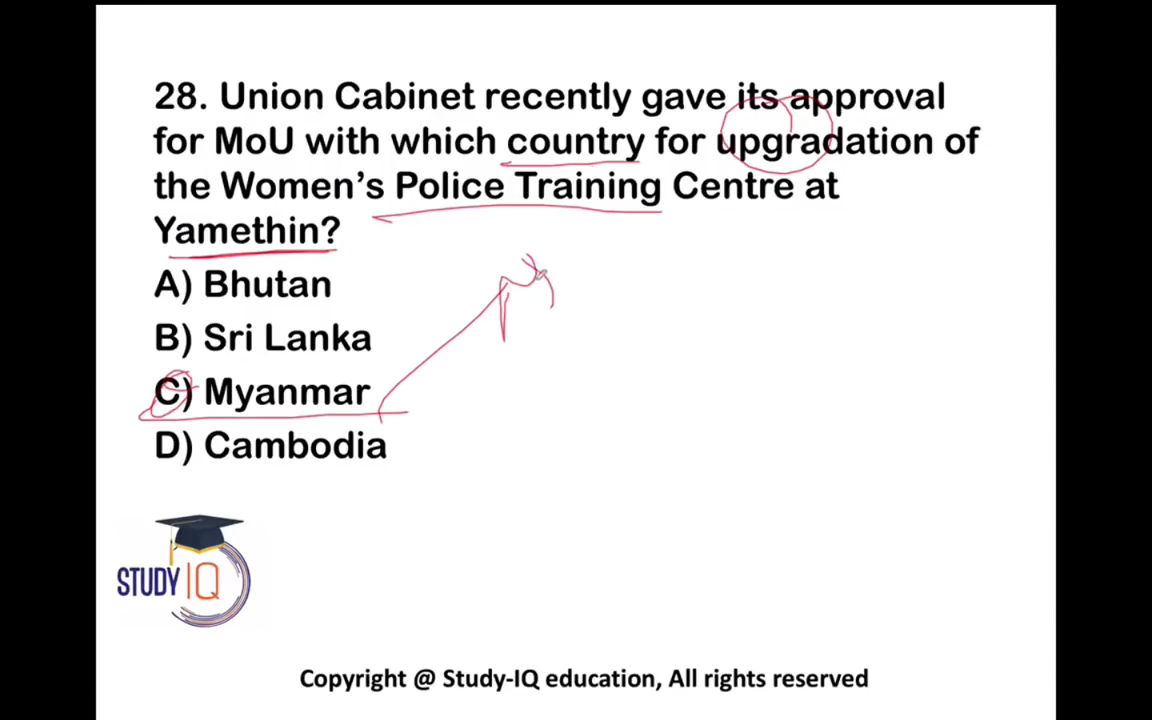 28. Union Cabinet recently gave its approval
for MoU with which country for upgradation of
the Women's Police Training Centre at
Yamethin?
A) Bhutan
B) Sri Lanka
C) Myanmar
D) Cambodia
STUDY IQ
Copyright @ Study-IQ education, All rights reserved